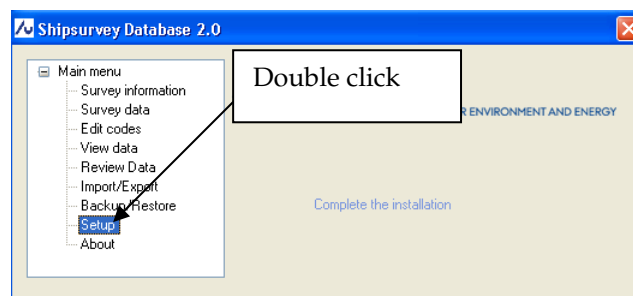 Shipsurvey Database 2.0
Main menu
Survey information
Survey data
Edit codes
View data
Review Data
Import/Export
Backup/Restore
Setup
About
Double click
ENVIRONMENT AND ENERGY
Complete the installation